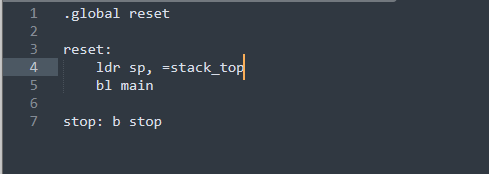 1 .global reset
2
3 reset:
4     ldr sp, =stack_top
5     bl main
6
7 stop: b stop